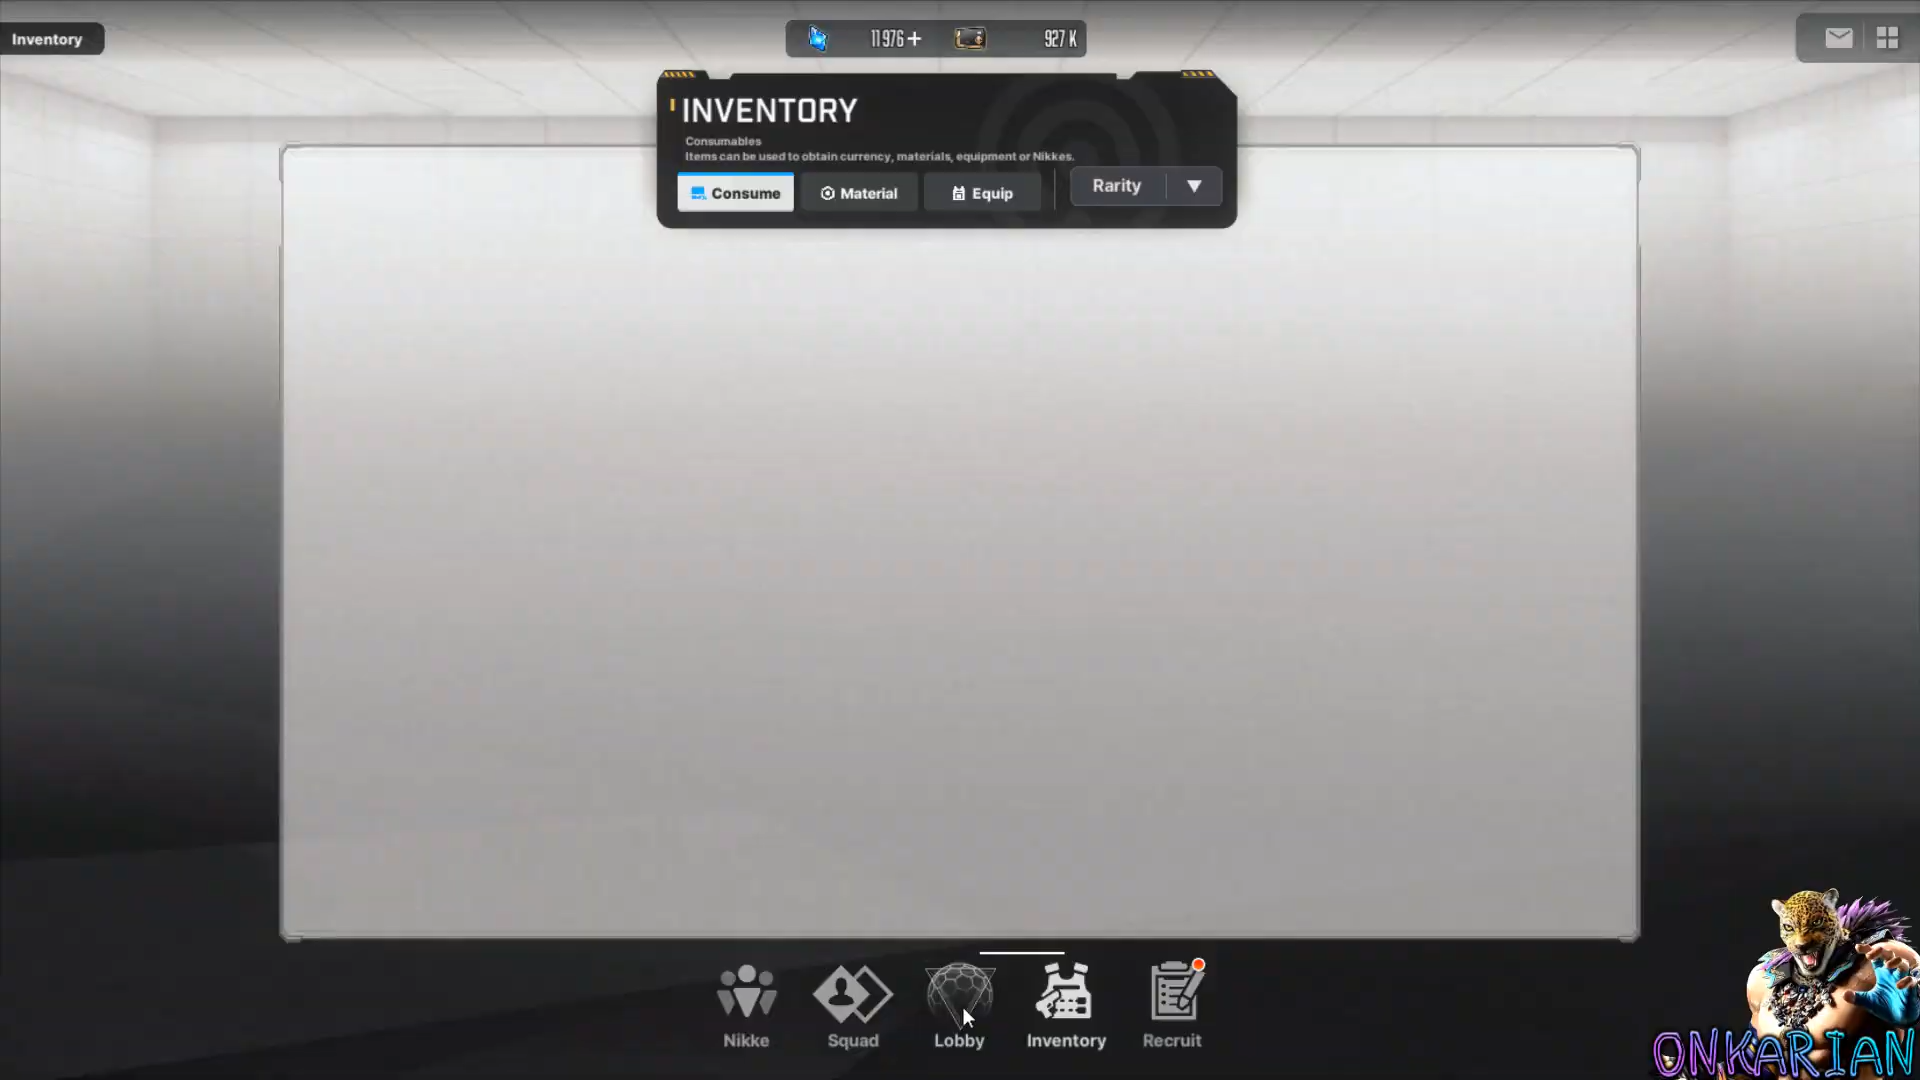 Inventory
11976+
927 K
INVENTORY
Consumables
Items can be used to obtain currency, materials, equipment or Nikkes.
Consume
Material
Equip
Rarity
Nikke
Squad
Lobby
Inventory
Recruit
ONKARIAN